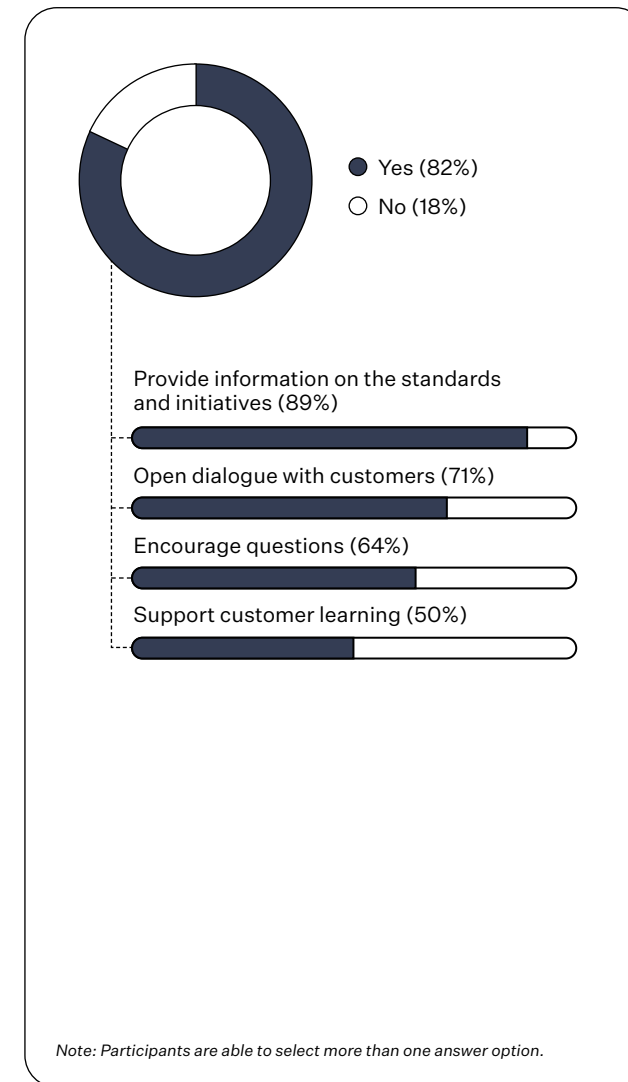 Yes (82%)
No (18%)
Provide information on the standards
and initiatives (89%)
Open dialogue with customers (71%)
Encourage questions (64%)
Support customer learning (50%)
Note: Participants are able to select more than one answer option.